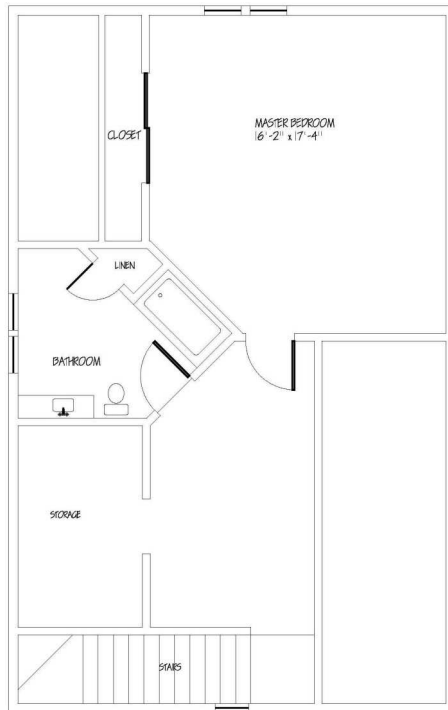 MASTER BEDROOM
16'-2" x 17'-4"
CLOSET
LINEN
BATHROOM
STORAGE
STAIRS